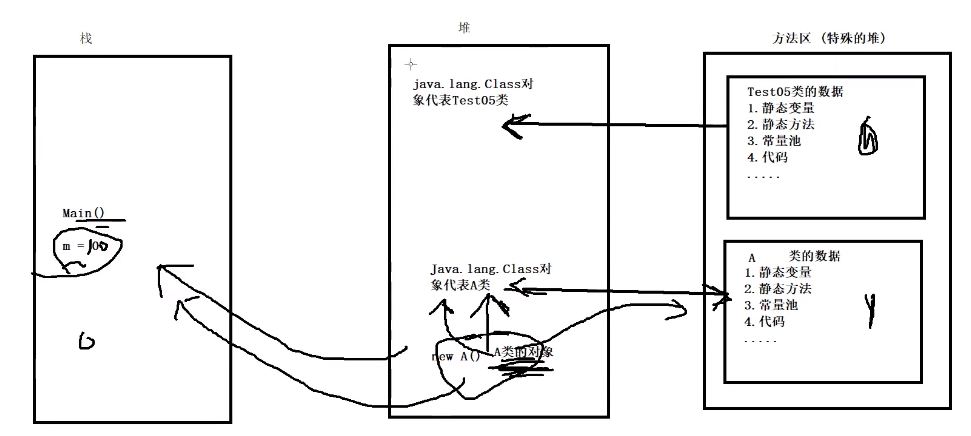 栈
Main()
m = 100
堆
java.lang.Class对
象代表Test05类
Java.lang.Class对
象代表A类
new A() A类的对象
方法区 (特殊的堆)
Test05类的数据
1.静态变量
2.静态方法
3.常量池
4.代码
.....
A 类的数据
1.静态变量
2.静态方法
3.常量池
4.代码
.....